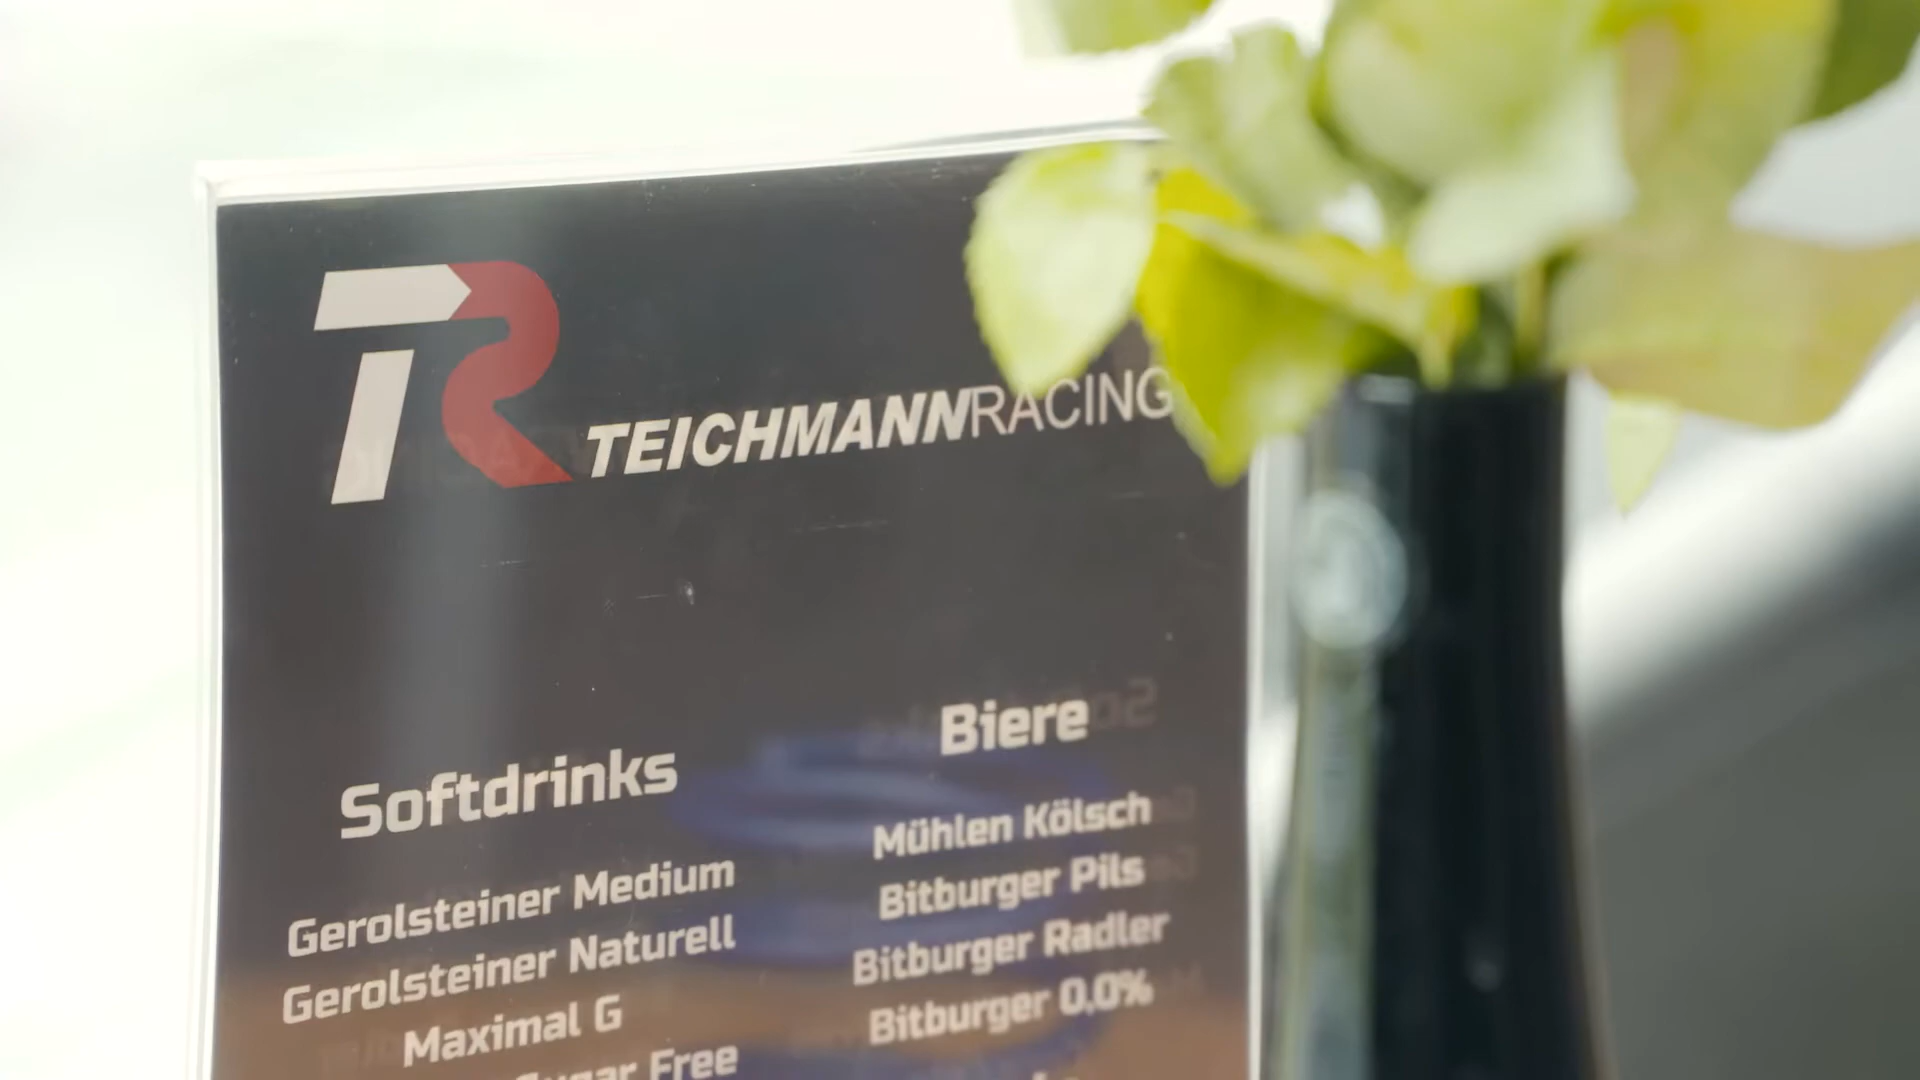 TR
TEICHMANNRACING
Softdrinks
Gerolsteiner Medium
Gerolsteiner Naturell
Maximal G
Sugar Free
Biere
Mühlen Kölsch
Bitburger Pils
Bitburger Radler
Bitburger 0,0%